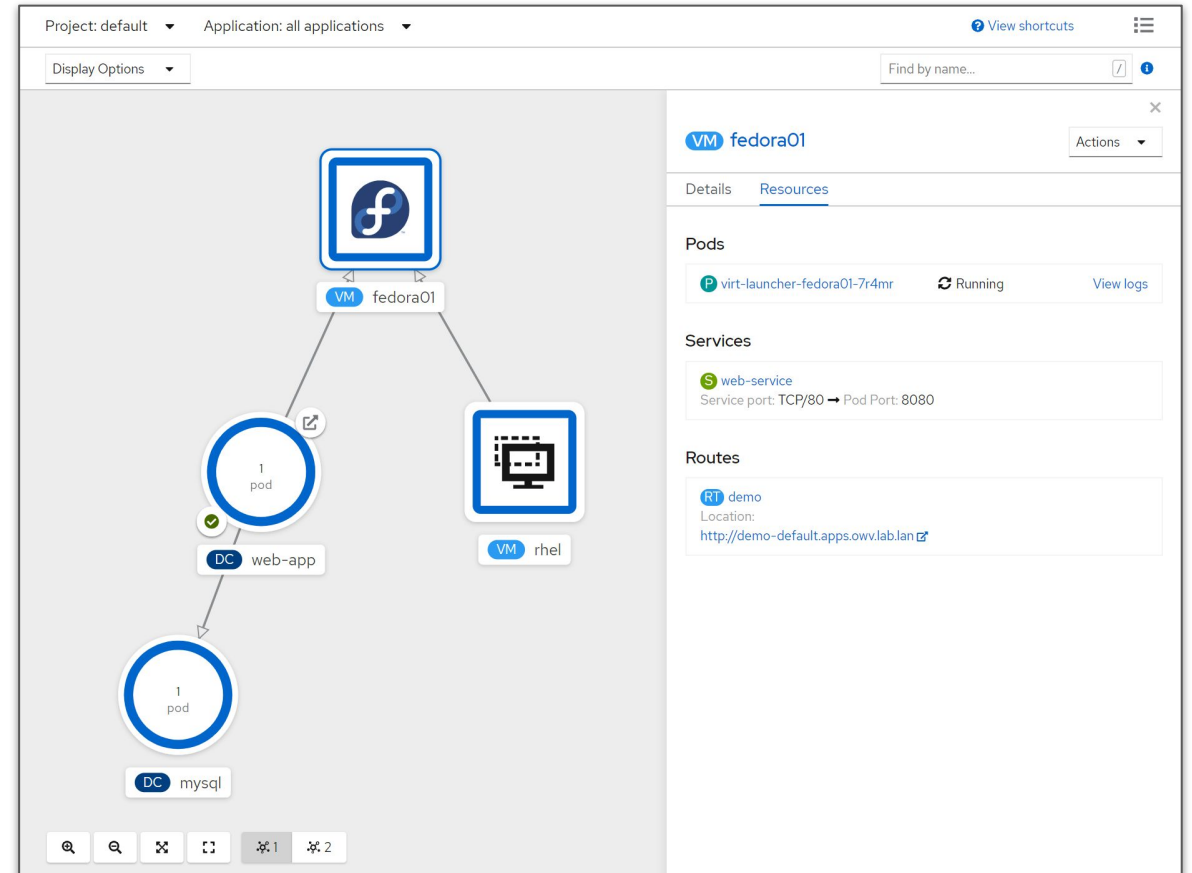 Project: default
Application: all applications
View shortcuts
Display Options
Find by name...
/
VM fedora01
Actions
Details
Resources
Pods
P virt-launcher-fedora01-7r4mr
Running
View logs
Services
S web-service
Service port: TCP/80 → Pod Port: 8080
Routes
RT demo
Location:
http://demo-default.apps.owv.lab.lan
VM fedora01
1
pod
DC web-app
VM rhel
1
pod
DC mysql
1
2